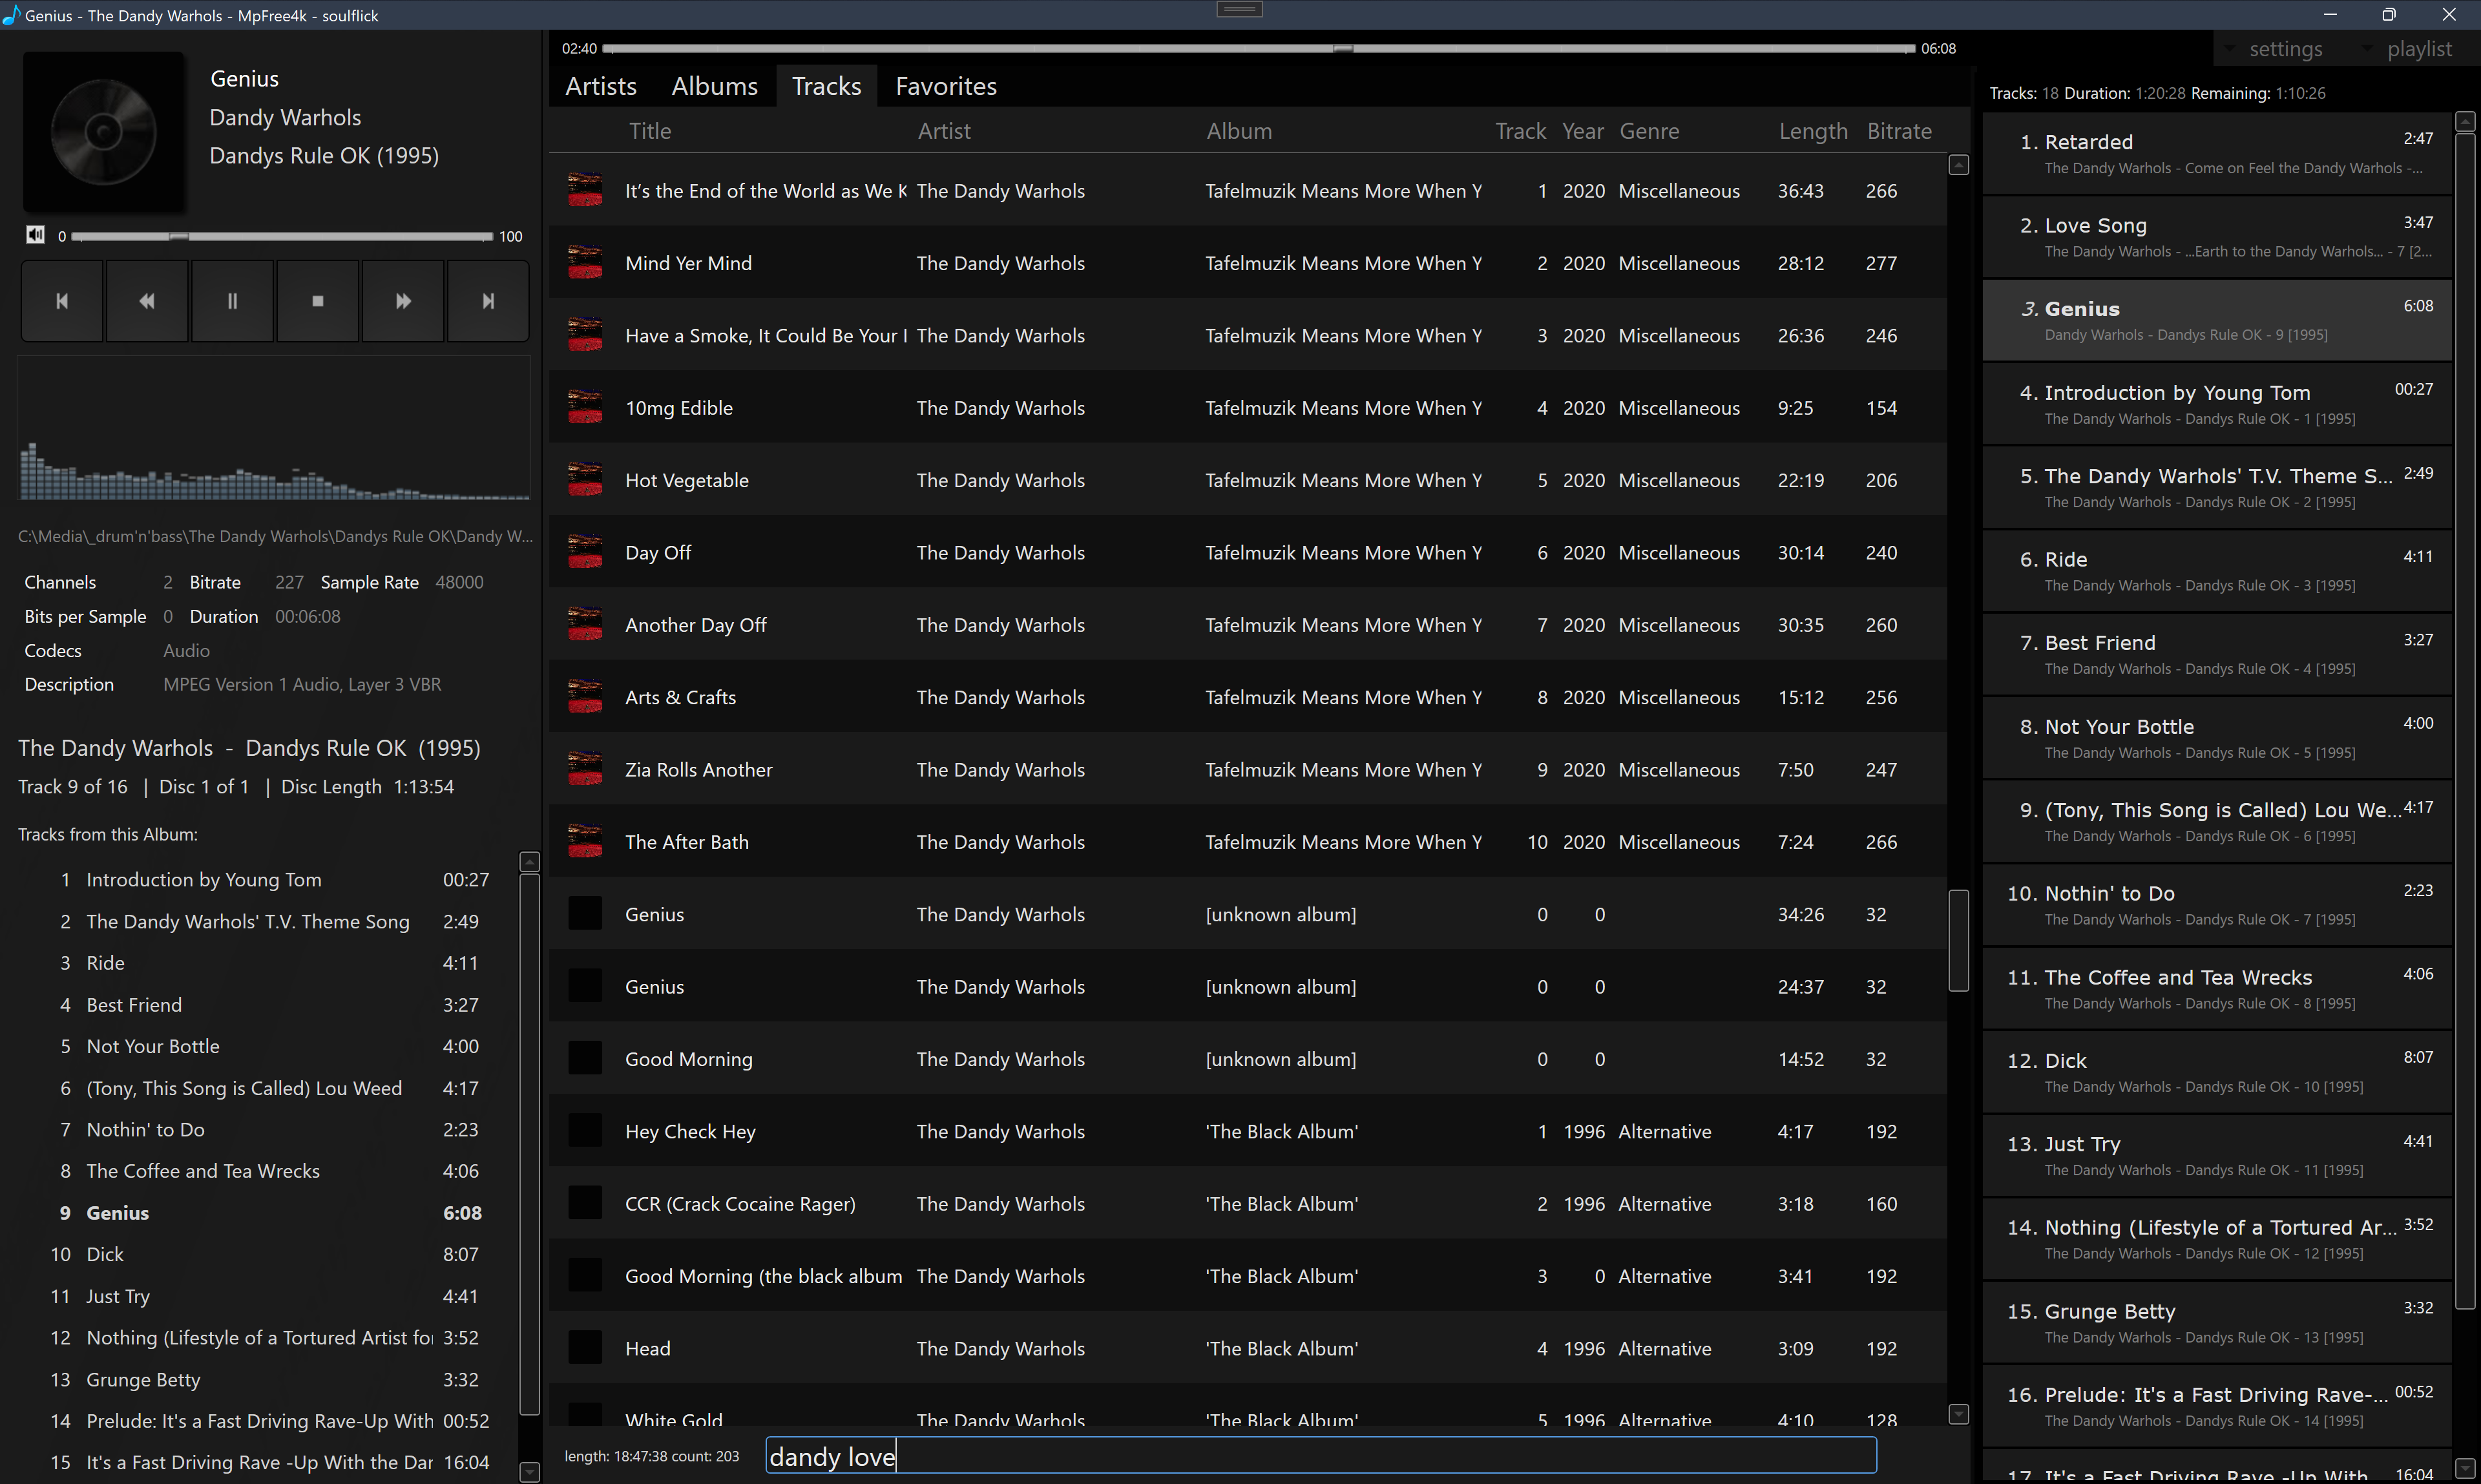 Genius - The Dandy Warhols - MpFree4k - soulflick
Genius
Dandy Warhols
Dandys Rule OK (1995)
0 100
C:\Media\_drum'n'bass\The Dandy Warhols\Dandys Rule OK\Dandy W...
Channels 2 Bitrate 227 Sample Rate 48000
Bits per Sample 0 Duration 00:06:08
Codecs Audio
Description MPEG Version 1 Audio, Layer 3 VBR
The Dandy Warhols - Dandys Rule OK (1995)
Track 9 of 16 | Disc 1 of 1 | Disc Length 1:13:54
Tracks from this Album:
1 Introduction by Young Tom 00:27
2 The Dandy Warhols' T.V. Theme Song 2:49
3 Ride 4:11
4 Best Friend 3:27
5 Not Your Bottle 4:00
6 (Tony, This Song is Called) Lou Weed 4:17
7 Nothin' to Do 2:23
8 The Coffee and Tea Wrecks 4:06
9 Genius 6:08
10 Dick 8:07
11 Just Try 4:41
12 Nothing (Lifestyle of a Tortured Artist for 3:52
13 Grunge Betty 3:32
14 Prelude: It's a Fast Driving Rave-Up With 00:52
15 It's a Fast Driving Rave -Up With the Dan 16:04
02:40 06:08
Artists Albums Tracks Favorites
Title Artist Album Track Year Genre Length Bitrate
It's the End of the World as We K The Dandy Warhols Tafelmuzik Means More When Y 1 2020 Miscellaneous 36:43 266
Mind Yer Mind The Dandy Warhols Tafelmuzik Means More When Y 2 2020 Miscellaneous 28:12 277
Have a Smoke, It Could Be Your l The Dandy Warhols Tafelmuzik Means More When Y 3 2020 Miscellaneous 26:36 246
10mg Edible The Dandy Warhols Tafelmuzik Means More When Y 4 2020 Miscellaneous 9:25 154
Hot Vegetable The Dandy Warhols Tafelmuzik Means More When Y 5 2020 Miscellaneous 22:19 206
Day Off The Dandy Warhols Tafelmuzik Means More When Y 6 2020 Miscellaneous 30:14 240
Another Day Off The Dandy Warhols Tafelmuzik Means More When Y 7 2020 Miscellaneous 30:35 260
Arts & Crafts The Dandy Warhols Tafelmuzik Means More When Y 8 2020 Miscellaneous 15:12 256
Zia Rolls Another The Dandy Warhols Tafelmuzik Means More When Y 9 2020 Miscellaneous 7:50 247
The After Bath The Dandy Warhols Tafelmuzik Means More When Y 10 2020 Miscellaneous 7:24 266
Genius The Dandy Warhols [unknown album] 0 0 34:26 32
Genius The Dandy Warhols [unknown album] 0 0 24:37 32
Good Morning The Dandy Warhols [unknown album] 0 0 14:52 32
Hey Check Hey The Dandy Warhols 'The Black Album' 1 1996 Alternative 4:17 192
CCR (Crack Cocaine Rager) The Dandy Warhols 'The Black Album' 2 1996 Alternative 3:18 160
Good Morning (the black album The Dandy Warhols 'The Black Album' 3 0 Alternative 3:41 192
Head The Dandy Warhols 'The Black Album' 4 1996 Alternative 3:09 192
White Gold The Dandy Warhols 'The Black Album' 5 1996 Alternative 4:10 128
length: 18:47:38 count: 203
dandy love
settings playlist
Tracks: 18 Duration: 1:20:28 Remaining: 1:10:26
1. Retarded 2:47
The Dandy Warhols - Come on Feel the Dandy Warhols -...
2. Love Song 3:47
The Dandy Warhols - ...Earth to the Dandy Warhols... - 7 [2...
3. Genius 6:08
Dandy Warhols - Dandys Rule OK - 9 [1995]
4. Introduction by Young Tom 00:27
The Dandy Warhols - Dandys Rule OK - 1 [1995]
5. The Dandy Warhols' T.V. Theme S... 2:49
The Dandy Warhols - Dandys Rule OK - 2 [1995]
6. Ride 4:11
The Dandy Warhols - Dandys Rule OK - 3 [1995]
7. Best Friend 3:27
The Dandy Warhols - Dandys Rule OK - 4 [1995]
8. Not Your Bottle 4:00
The Dandy Warhols - Dandys Rule OK - 5 [1995]
9. (Tony, This Song is Called) Lou We... 4:17
The Dandy Warhols - Dandys Rule OK - 6 [1995]
10. Nothin' to Do 2:23
The Dandy Warhols - Dandys Rule OK - 7 [1995]
11. The Coffee and Tea Wrecks 4:06
The Dandy Warhols - Dandys Rule OK - 8 [1995]
12. Dick 8:07
The Dandy Warhols - Dandys Rule OK - 10 [1995]
13. Just Try 4:41
The Dandy Warhols - Dandys Rule OK - 11 [1995]
14. Nothing (Lifestyle of a Tortured Ar... 3:52
The Dandy Warhols - Dandys Rule OK - 12 [1995]
15. Grunge Betty 3:32
The Dandy Warhols - Dandys Rule OK - 13 [1995]
16. Prelude: It's a Fast Driving Rave-... 00:52
The Dandy Warhols - Dandys Rule OK - 14 [1995]
17. It's a Fast Driving Rave -Up With 16:04